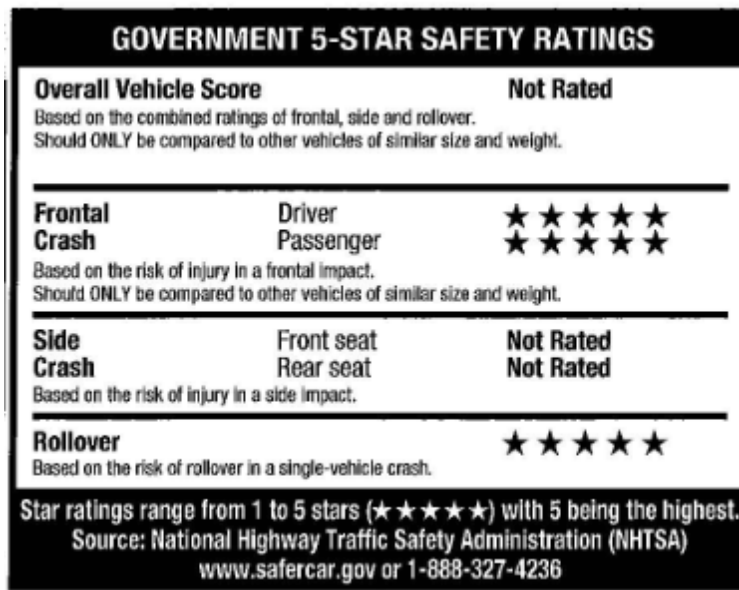 GOVERNMENT 5-STAR SAFETY RATINGS
Overall Vehicle Score Not Rated
Based on the combined ratings of frontal, side and rollover.
Should ONLY be compared to other vehicles of similar size and weight.
Frontal Driver ★★★★★
Crash Passenger ★★★★★
Based on the risk of injury in a frontal impact.
Should ONLY be compared to other vehicles of similar size and weight.
Side Front seat Not Rated
Crash Rear seat Not Rated
Based on the risk of injury in a side impact.
Rollover ★★★★★
Based on the risk of rollover in a single-vehicle crash.
Star ratings range from 1 to 5 stars (★★★★★) with 5 being the highest.
Source: National Highway Traffic Safety Administration (NHTSA)
www.safercar.gov or 1-888-327-4236